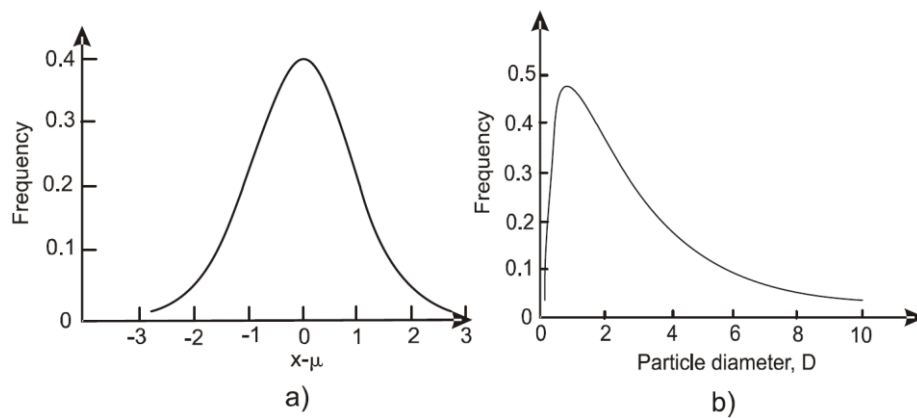 Frequency
0.4
0.3
0.2
0.1
0
-3 -2 -1 0 1 2 3
x-μ
a)
Frequency
0.5
0.4
0.3
0.2
0.1
0
0 2 4 6 8 10
Particle diameter, D
b)